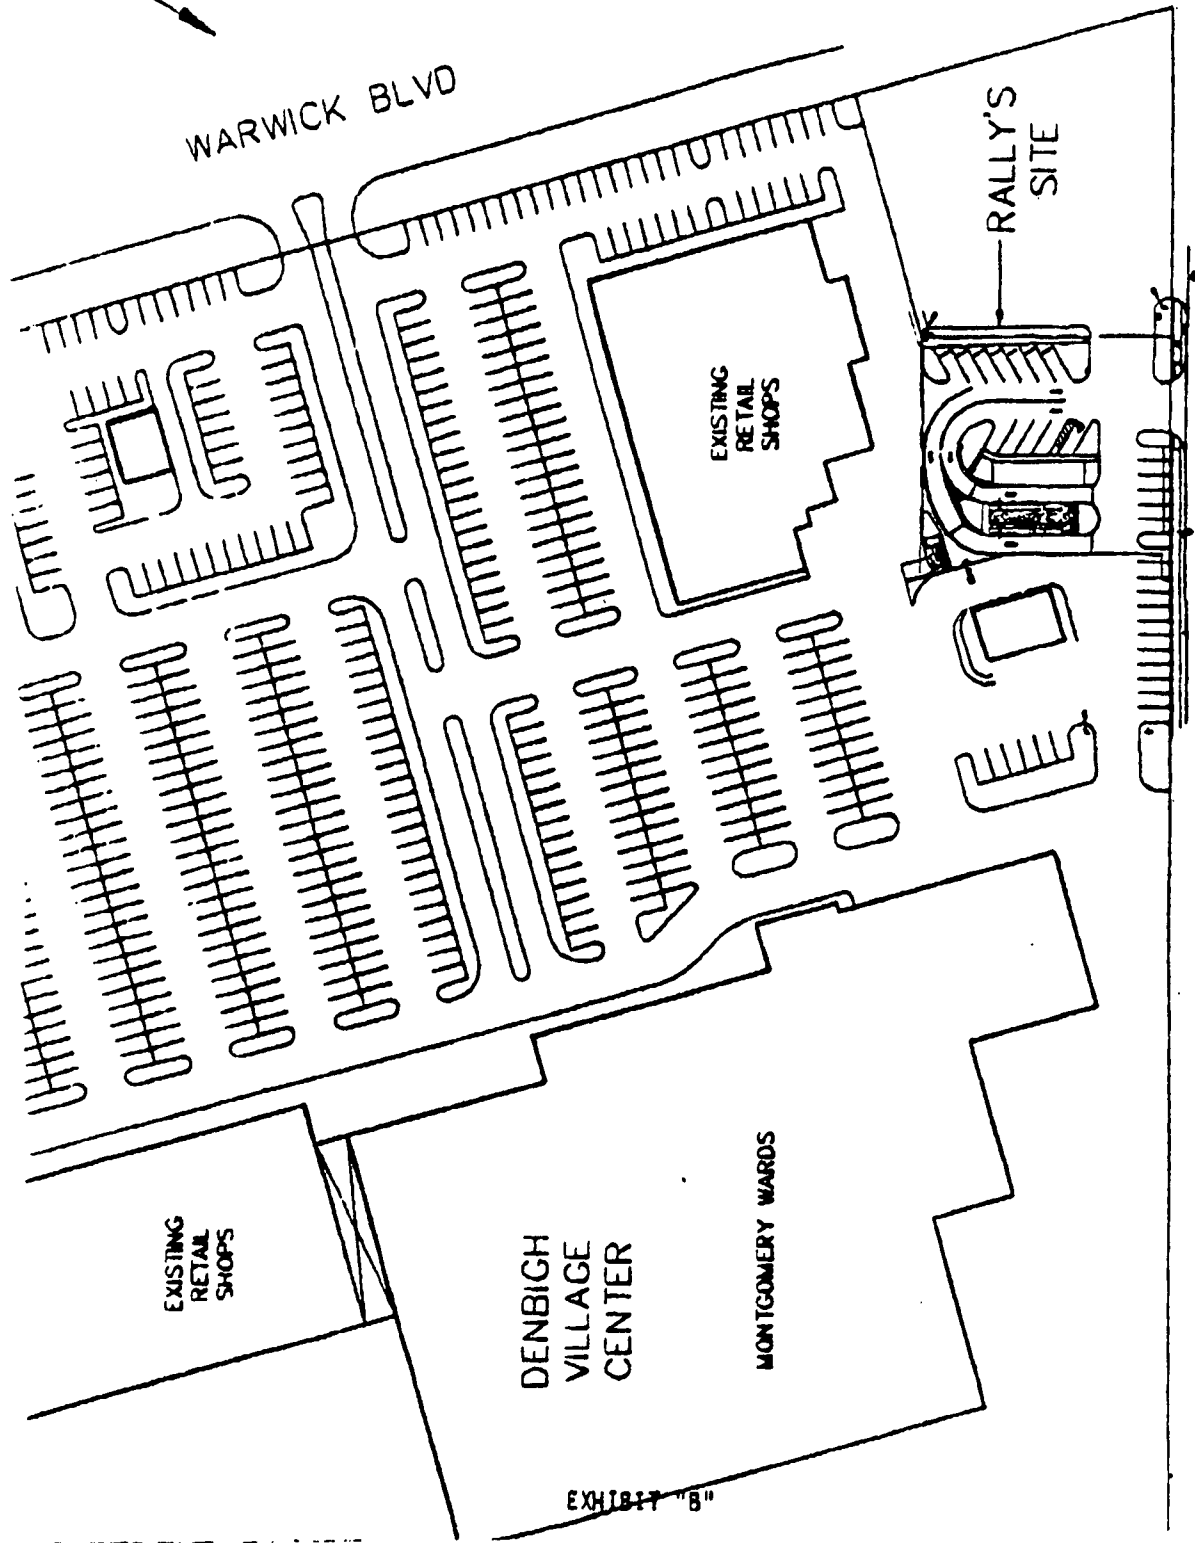 WARWICK BLVD
RALLY'S
SITE
EXISTING
RETAIL
SHOPS
EXISTING
RETAIL
SHOPS
DENBIGH
VILLAGE
CENTER
MONTGOMERY WARDS
EXHIBIT "B"